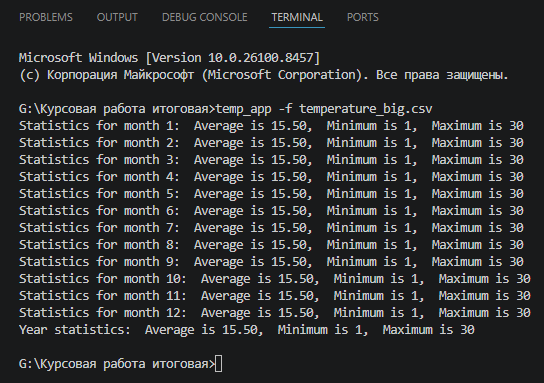 PROBLEMS OUTPUT DEBUG CONSOLE TERMINAL PORTS
Microsoft Windows [Version 10.0.26100.8457]
(c) Корпорация Майкрософт (Microsoft Corporation). Все права защищены.
G:\Курсовая работа итоговая>temp_app -f temperature_big.csv
Statistics for month 1:  Average is 15.50,  Minimum is 1,  Maximum is 30
Statistics for month 2:  Average is 15.50,  Minimum is 1,  Maximum is 30
Statistics for month 3:  Average is 15.50,  Minimum is 1,  Maximum is 30
Statistics for month 4:  Average is 15.50,  Minimum is 1,  Maximum is 30
Statistics for month 5:  Average is 15.50,  Minimum is 1,  Maximum is 30
Statistics for month 6:  Average is 15.50,  Minimum is 1,  Maximum is 30
Statistics for month 7:  Average is 15.50,  Minimum is 1,  Maximum is 30
Statistics for month 8:  Average is 15.50,  Minimum is 1,  Maximum is 30
Statistics for month 9:  Average is 15.50,  Minimum is 1,  Maximum is 30
Statistics for month 10:  Average is 15.50,  Minimum is 1,  Maximum is 30
Statistics for month 11:  Average is 15.50,  Minimum is 1,  Maximum is 30
Statistics for month 12:  Average is 15.50,  Minimum is 1,  Maximum is 30
Year statistics:  Average is 15.50,  Minimum is 1,  Maximum is 30
G:\Курсовая работа итоговая>